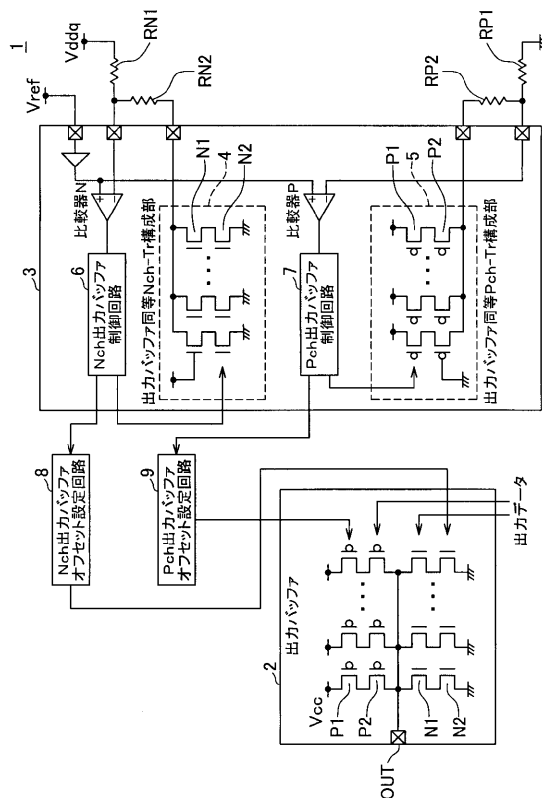 1
Vref
Vddq
RN1
RN2
RP2
RP1
3
比較器N
+
-
N1
4
N2
出力バッファ同等Nch-Tr構成部
6
Nch出力バッファ
制御回路
比較器P
+
-
7
Pch出力バッファ
制御回路
P1
5
P2
出力バッファ同等Pch-Tr構成部
8
Nch出力バッファ
オフセット設定回路
9
Pch出力バッファ
オフセット設定回路
2
出力バッファ
Vcc
P1
P2
N1
N2
OUT
出力データ